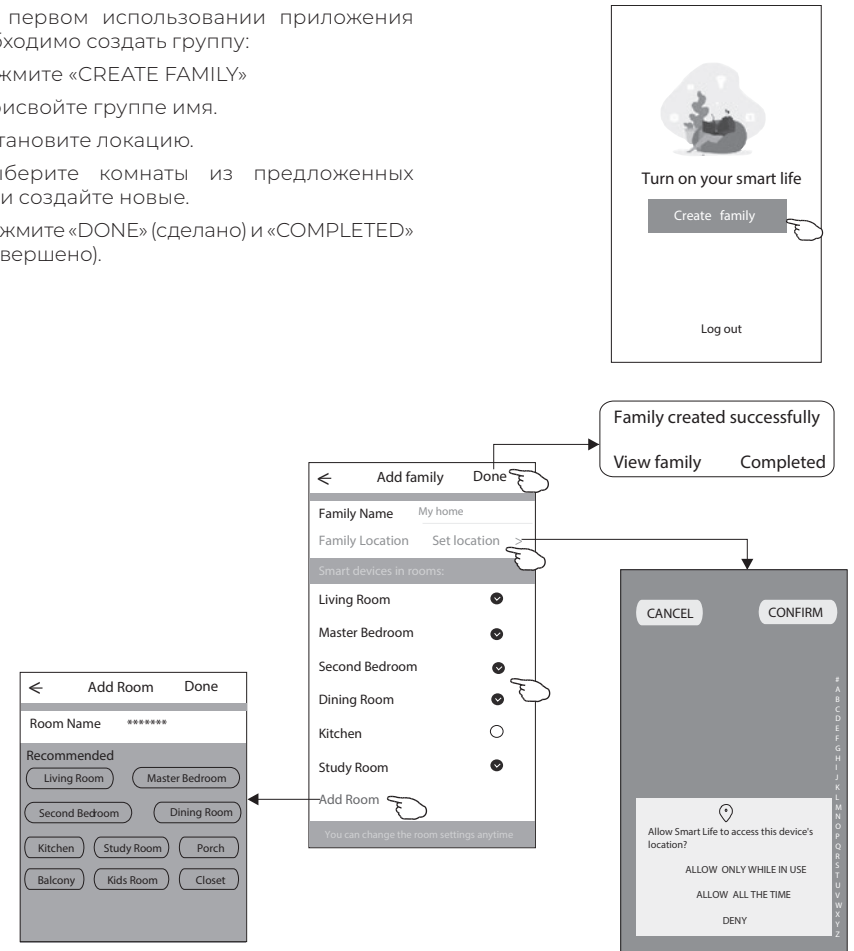 первом использовании приложения
бходимо создать группу:
жмите «CREATE FAMILY»
исвойте группе имя.
тановите локацию.
берите комнаты из предложенных
и создайте новые.
жмите «DONE» (сделано) и «COMPLETED»
вершено).
Turn on your smart life
Create family
Log out
Family created successfully
View family Completed
Add family Done
Family Name My home
Family Location Set location >
Smart devices in rooms:
Living Room
Master Bedroom
Second Bedroom
Dining Room
Kitchen
Study Room
Add Room
You can change the room settings anytime
Add Room Done
Room Name *******
Recommended
Living Room Master Bedroom
Second Bedroom Dining Room
Kitchen Study Room Porch
Balcony Kids Room Closet
CANCEL CONFIRM
#
A
B
C
D
E
F
G
H
I
J
K
L
M
N
O
P
Q
R
S
T
U
V
W
X
Y
Z
Allow Smart Life to access this device's
location?
ALLOW ONLY WHILE IN USE
ALLOW ALL THE TIME
DENY